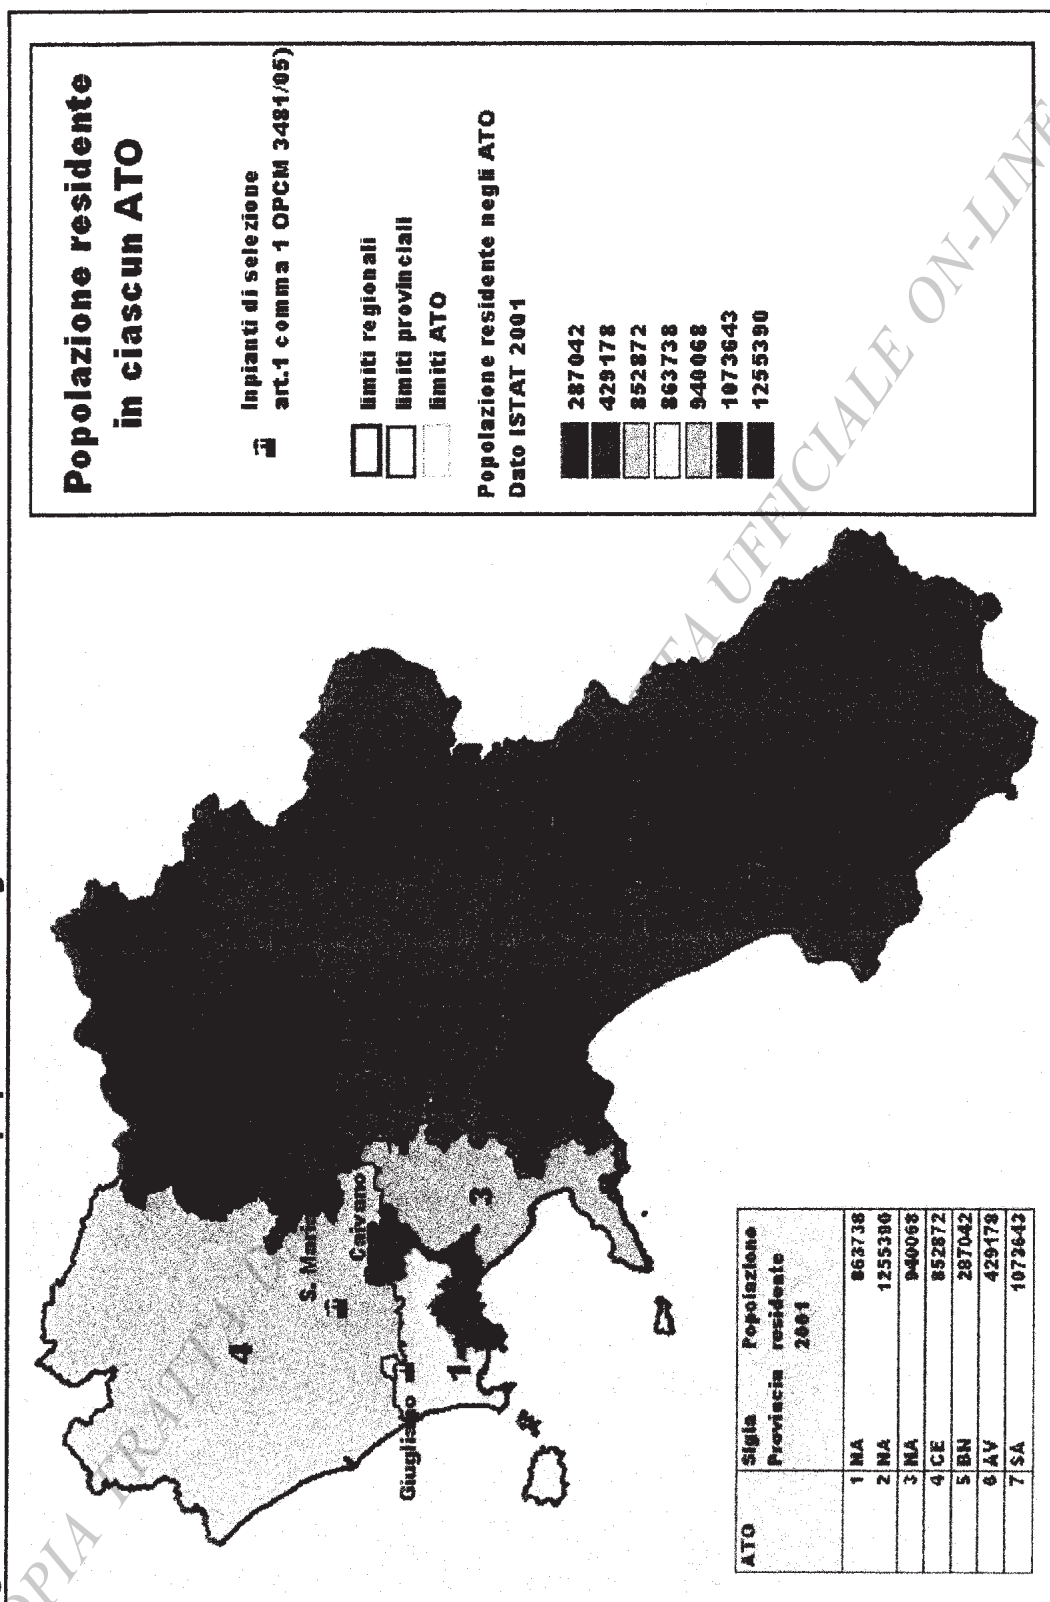 Popolazione residente
in ciascun ATO
Inpianti di selezione
art.1 comma 1 OPCM 3481/05)
limiti regionali
limiti provinciali
limiti ATO
Popolazione residente negli ATO
Dato ISTAT 2001
287042
429178
852872
863738
940068
1073643
1255390
4
S. Maria
Caivano
3
Giugliano
1
ATO Sigla Provincia Popolazione residente 2001
1 NA 863738
2 NA 1255390
3 NA 940068
4 CE 852872
5 BN 287042
6 AV 429178
7 SA 1073643
COPIA TRATTA
UFFICIALE ON-LINE